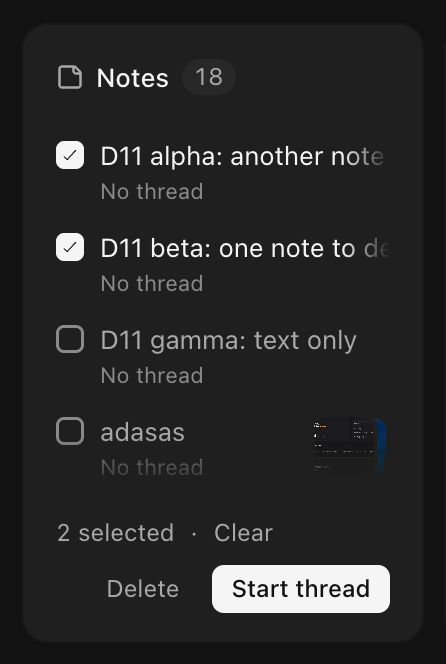 Notes 18
D11 alpha: another note
No thread
D11 beta: one note to de
No thread
D11 gamma: text only
No thread
adasas
No thread
2 selected · Clear
Delete Start thread